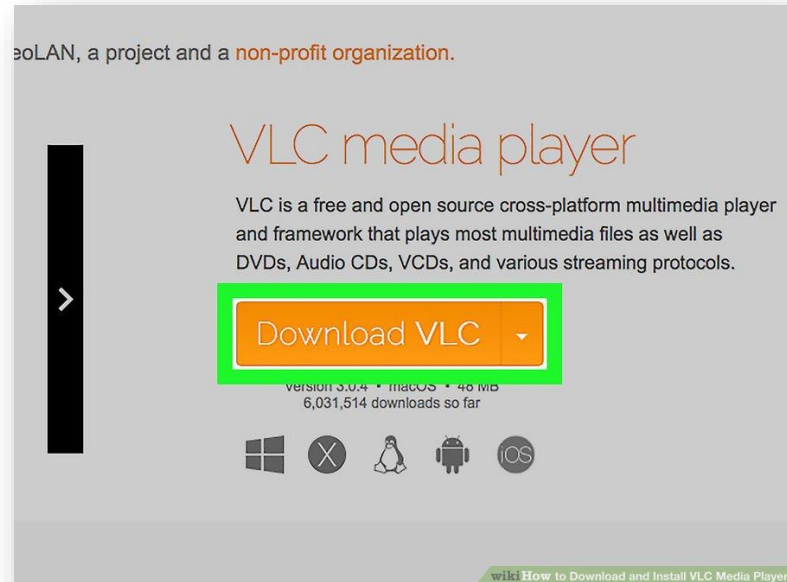 eoLAN, a project and a non-profit organization.
VLC media player
VLC is a free and open source cross-platform multimedia player
and framework that plays most multimedia files as well as
DVDs, Audio CDs, VCDs, and various streaming protocols.
Download VLC
Version 3.0.4 • macOS • 48 MB
6,031,514 downloads so far
X
iOS
wikiHow to Download and Install VLC Media Player